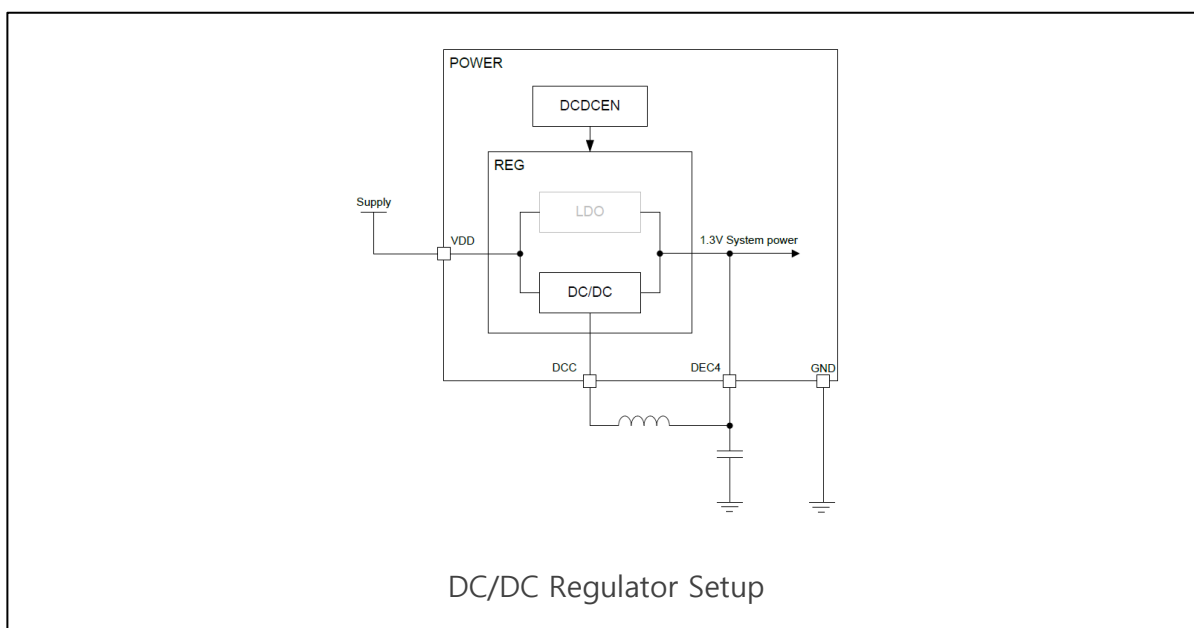 POWER
DCDCEN
REG
LDO
Supply
VDD
1.3V System power
DC/DC
DCC
DEC4
GND
DC/DC Regulator Setup